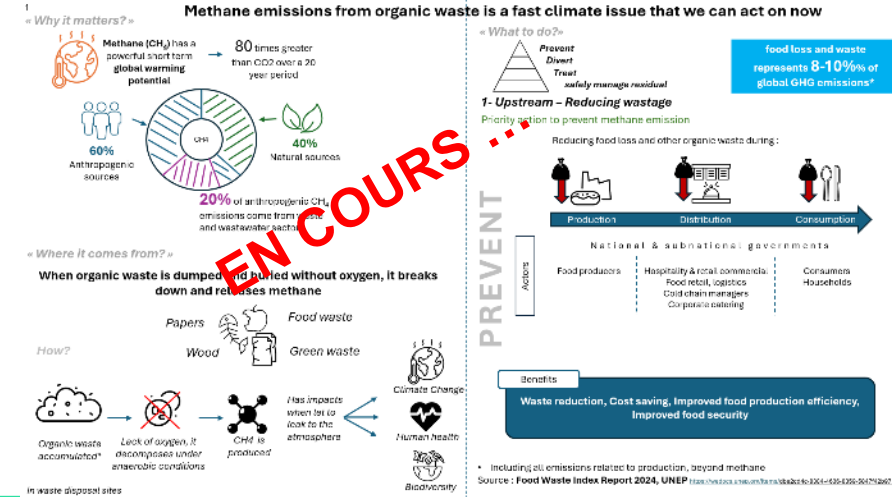 1
Methane emissions from organic waste is a fast climate issue that we can act on now
« Why it matters? »
Methane (CH4) has a
powerful short term
global warming
potential
80 times greater
than CO2 over a 20
year period
CH4
60%
Anthropogenic
sources
40%
Natural sources
20% of anthropogenic CH4
emissions come from waste
and wastewater sector
EN COURS ...
« Where it comes from? »
When organic waste is dumped and buried without oxygen, it breaks
down and releases methane
Papers
Food waste
Wood
Green waste
How?
Organic waste
accumulated*
Lack of oxygen, it
decomposes under
anaerobic conditions
CH4 is
produced
Has impacts
when let to
leak to the
atmosphere
Climate Change
Human health
Biodiversity
in waste disposal sites
« What to do?»
Prevent
Divert
Treat
safely manage residual
food loss and waste
represents 8-10%% of
global GHG emissions*
1- Upstream – Reducing wastage
Priority action to prevent methane emission
Reducing food loss and other organic waste during :
PREVENT
Production
Distribution
Consumption
National & subnational governments
Actors
Food producers
Hospitality & retail commercial
Food retail, logistics
Cold chain managers
Corporate catering
Consumers
Households
Benefits
Waste reduction, Cost saving, Improved food production efficiency,
Improved food security
• Including all emissions related to production, beyond methane
Source : Food Waste Index Report 2024, UNEP